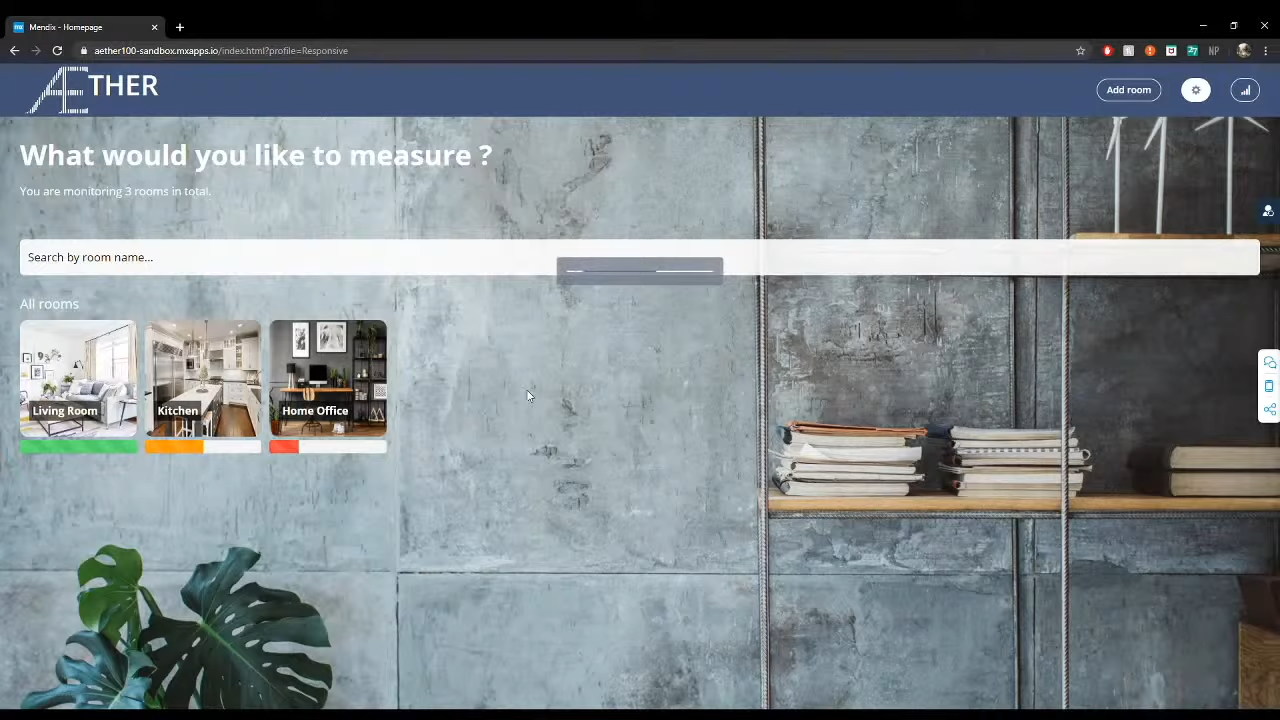 Mendix - Homepage
aether100-sandbox.mxapps.io/index.html?profile=Responsive
NP
ÆTHER
Add room
What would you like to measure ?
You are monitoring 3 rooms in total.
Search by room name...
All rooms
Living Room
Kitchen
Home Office